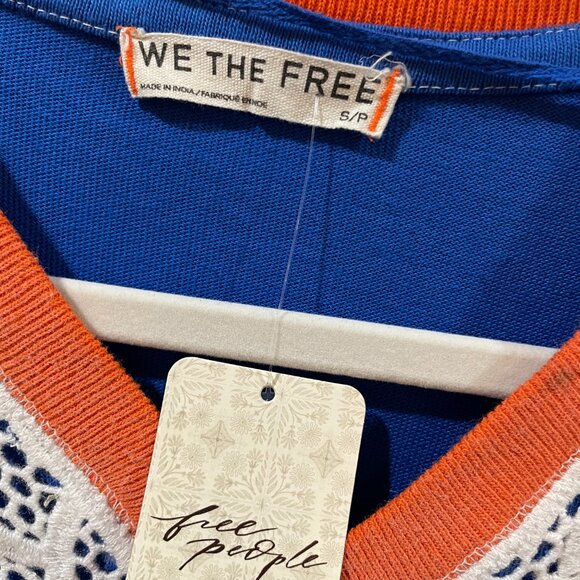 WE THE FREE
MADE IN INDIA / FABRIQUÉ EN INDE
S/P
free
people